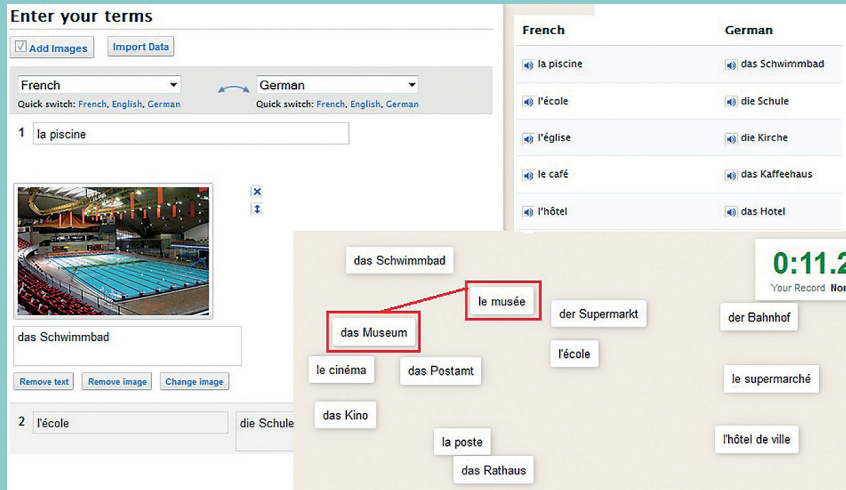 Enter your terms
Add Images Import Data
French German
Quick switch: French, English, German Quick switch: French, English, German
1 la piscine
das Schwimmbad
Remove text Remove image Change image
2 l'école die Schule
French German
la piscine das Schwimmbad
l'école die Schule
l'église die Kirche
le café das Kaffeehaus
l'hôtel das Hotel
das Schwimmbad
0:11.2
Your Record
le musée
der Supermarkt
der Bahnhof
das Museum
l'école
le cinéma
das Postamt
le supermarché
das Kino
la poste
l'hôtel de ville
das Rathaus